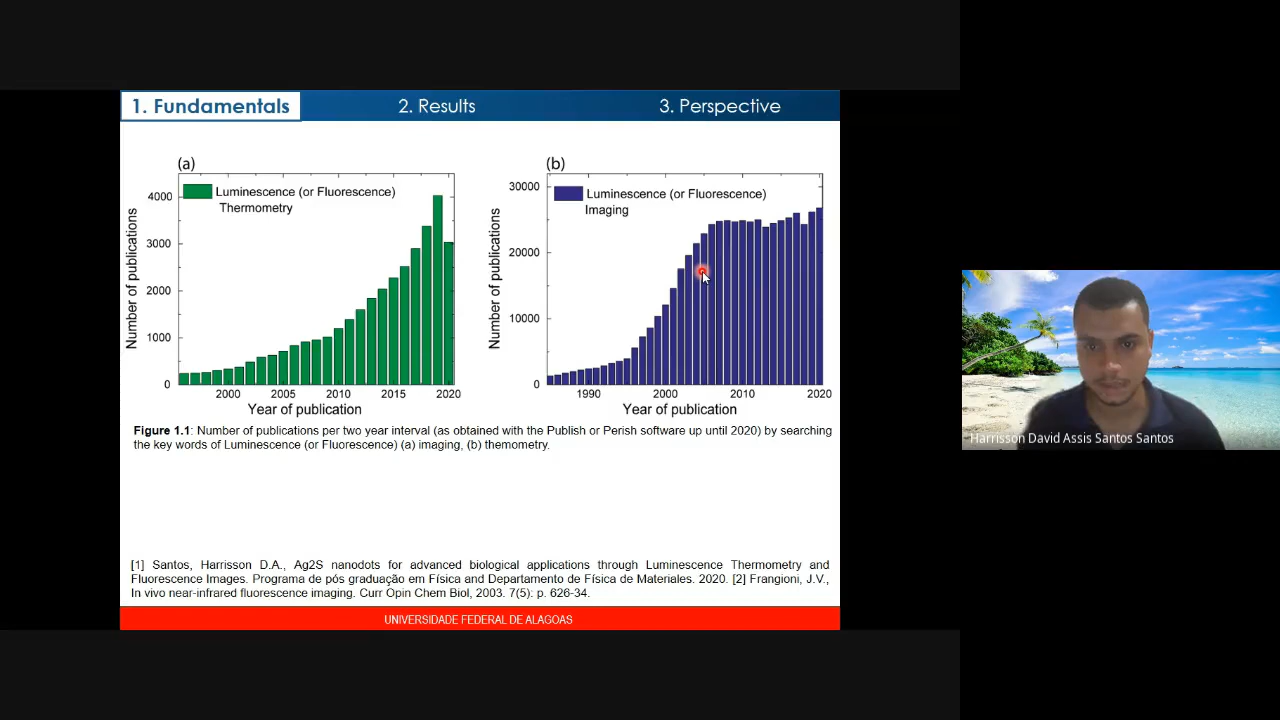 1. Fundamentals
2. Results
3. Perspective
(a)
Luminescence (or Fluorescence)
Thermometry
Number of publications
4000
3000
2000
1000
0
2000
2005
2010
2015
2020
Year of publication
(b)
Luminescence (or Fluorescence)
Imaging
Number of publications
30000
20000
10000
0
1990
2000
2010
2020
Year of publication
Figure 1.1: Number of publications per two year interval (as obtained with the Publish or Perish software up until 2020) by searching
the key words of Luminescence (or Fluorescence) (a) imaging, (b) themometry.
[1] Santos, Harrisson D.A., Ag2S nanodots for advanced biological applications through Luminescence Thermometry and
Fluorescence Images. Programa de pós graduação em Física and Departamento de Física de Materiales. 2020. [2] Frangioni, J.V.,
In vivo near-infrared fluorescence imaging. Curr Opin Chem Biol, 2003. 7(5): p. 626-34.
UNIVERSIDADE FEDERAL DE ALAGOAS
Harrisson David Assis Santos Santos